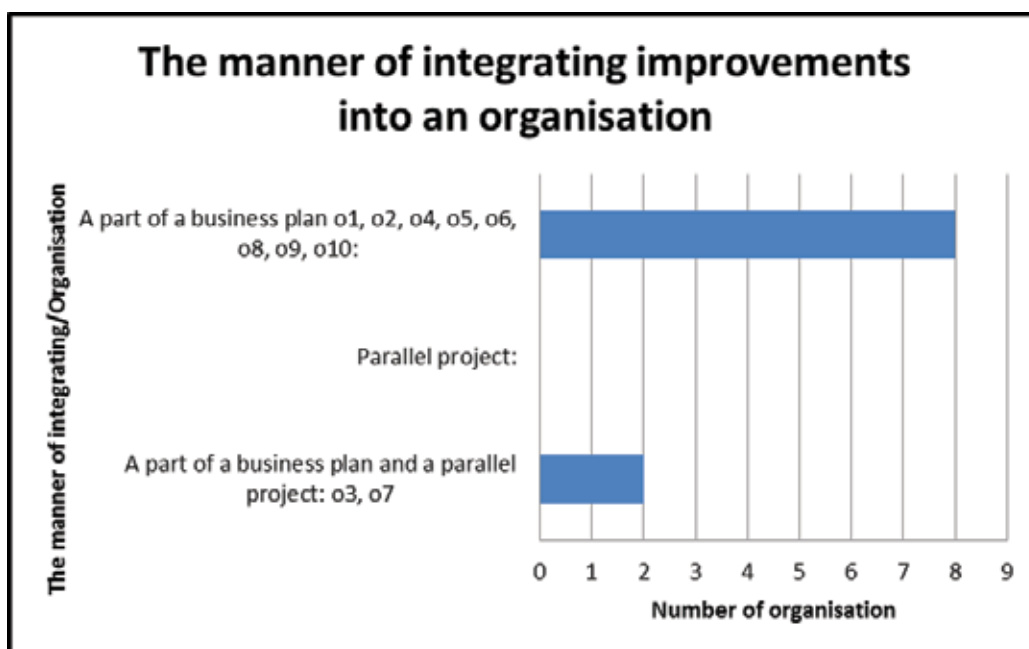 The manner of integrating improvements
into an organisation
The manner of integrating/Organisation
A part of a business plan o1, o2, o4, o5, o6,
o8, o9, o10:
Parallel project:
A part of a business plan and a parallel
project: o3, o7
0 1 2 3 4 5 6 7 8 9
Number of organisation